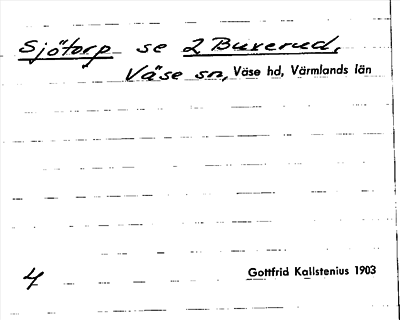 Sjötorp se 2 Buxerud,
Väse sn, Väse hd, Värmlands län
4
Gottfrid Kallstenius 1903